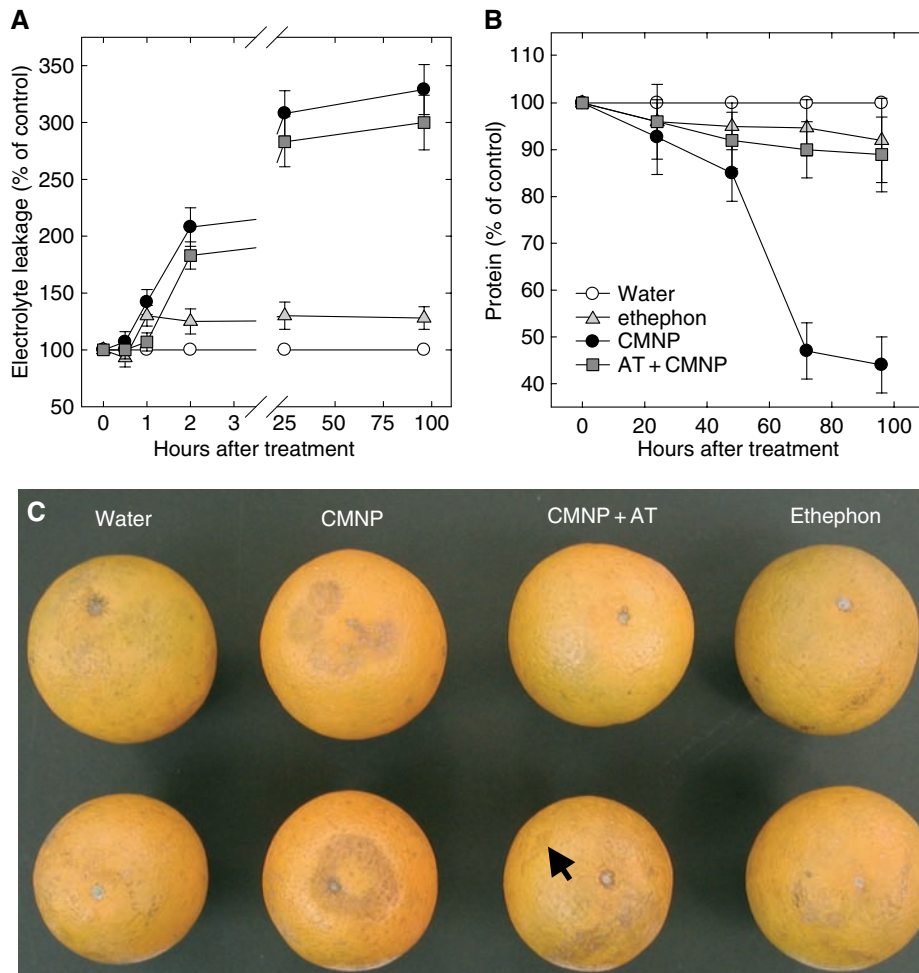 A
Electrolyte leakage (% of control)
350
300
250
200
150
100
50
0 1 2 3 25 50 75 100
Hours after treatment
B
Protein (% of control)
110
100
90
80
70
60
50
40
Water
ethephon
CMNP
AT + CMNP
0 20 40 60 80 100
Hours after treatment
C
Water CMNP CMNP + AT Ethephon